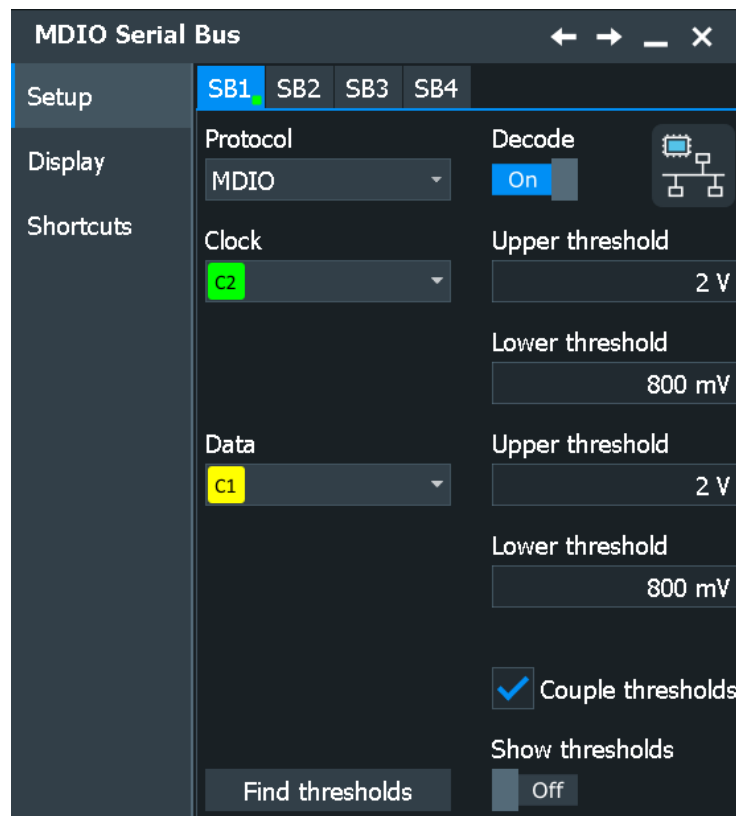 MDIO Serial Bus
Setup
Display
Shortcuts
SB1 SB2 SB3 SB4
Protocol
MDIO
Decode
On
Clock
C2
Upper threshold
2 V
Lower threshold
800 mV
Data
C1
Upper threshold
2 V
Lower threshold
800 mV
Couple thresholds
Show thresholds
Off
Find thresholds